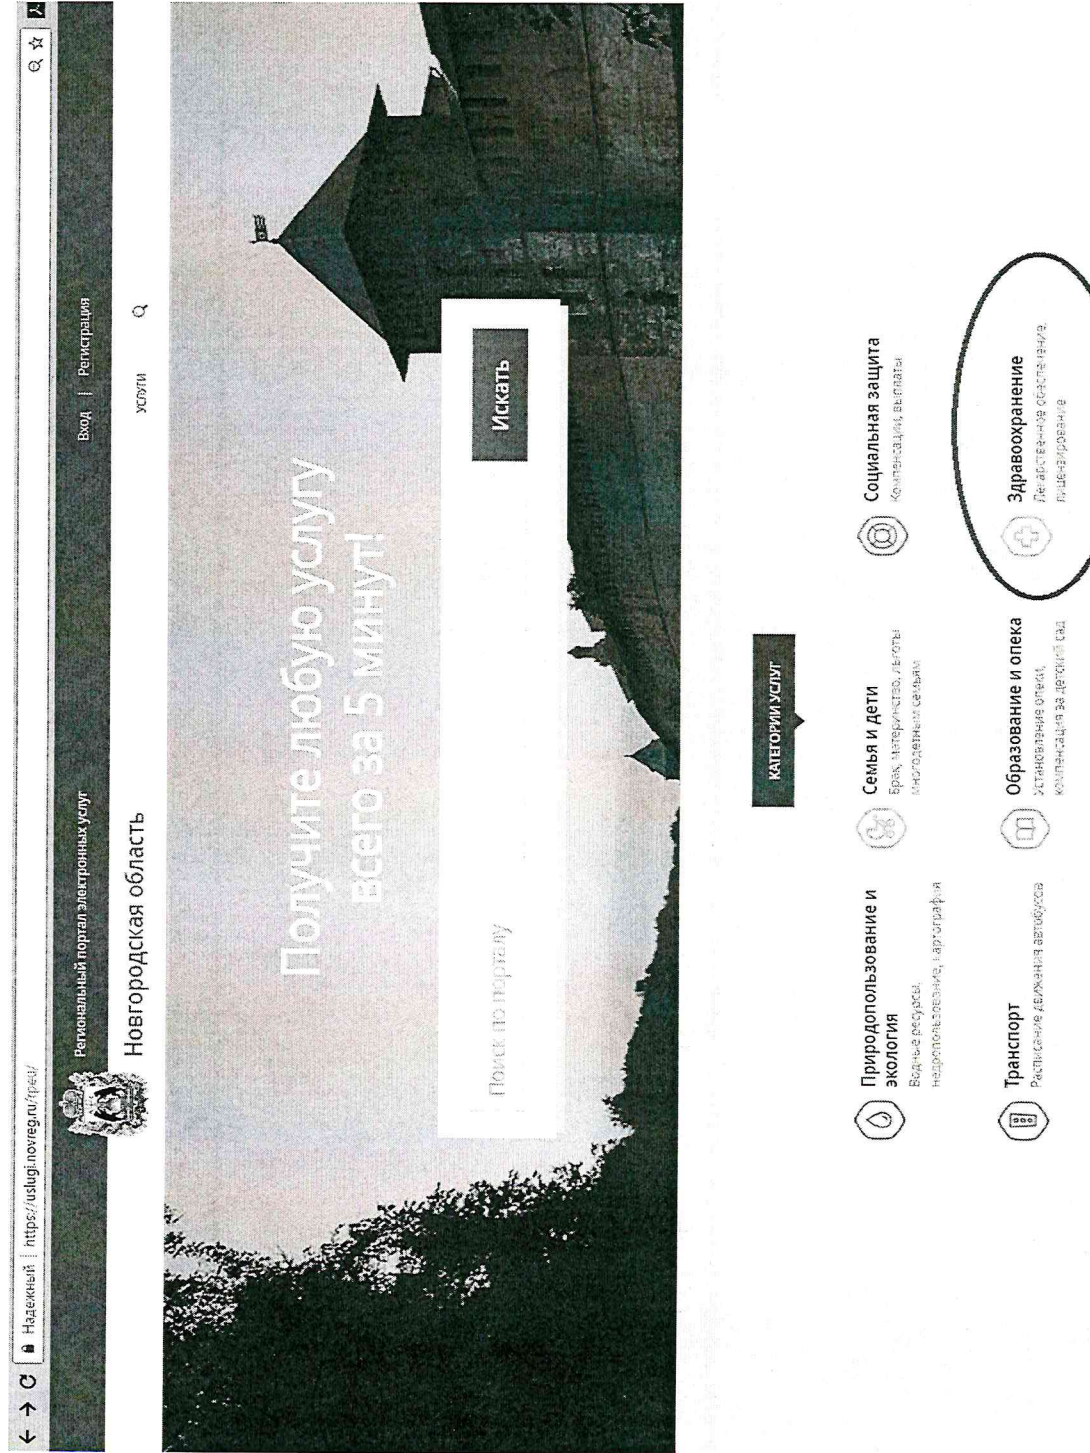 Надежный | https://uslugi.novreg.ru/rpeu/
Региональный портал электронных услуг
Вход | Регистрация
Новгородская область
УСЛУГИ
Получите любую услугу
всего за 5 минут!
Поиск по порталу
Искать
КАТЕГОРИИ УСЛУГ
Природопользование и
экология
Водные ресурсы,
недропользование, картография
Семья и дети
Брак, материнство, льготы
многодетным семьям
Социальная защита
Компенсации, выплаты
Транспорт
Расписание движения автобусов
Образование и опека
Установление опеки,
компенсация за детский сад
Здравоохранение
Лекарственное обеспечение,
лицензирование